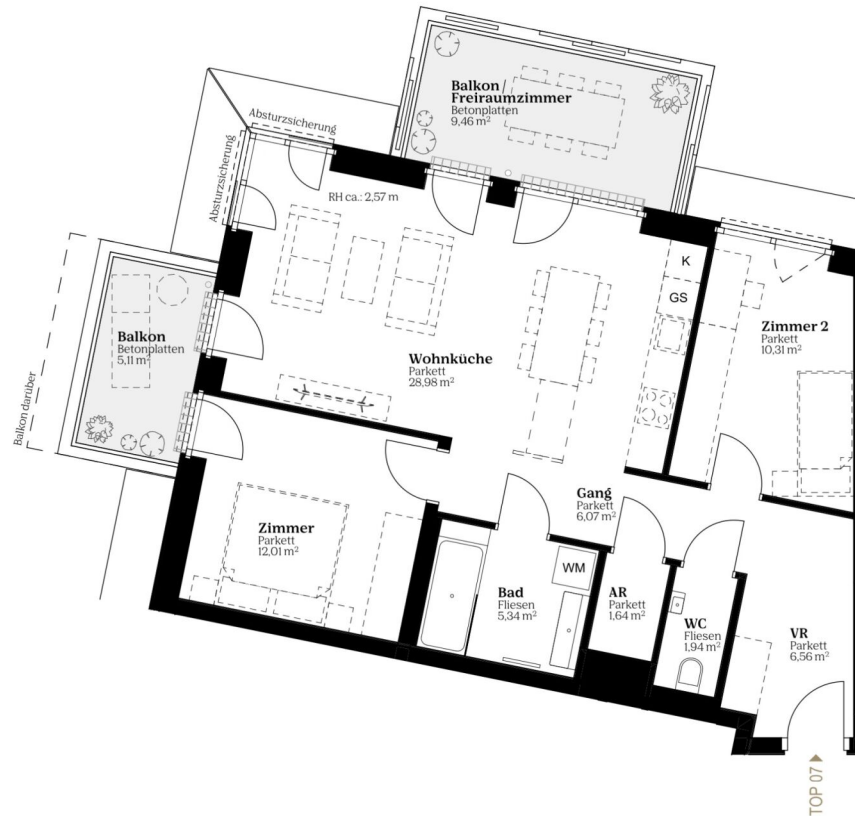 Balkon
Freiraumzimmer
Betonplatten
9,46 m²
Absturzsicherung
Absturzsicherung
RH ca.: 2,57 m
K
GS
Zimmer 2
Parkett
10,31 m²
Balkon
Betonplatten
5,11 m²
Balkon darüber
Wohnküche
Parkett
28,98 m²
Gang
Parkett
6,07 m²
Zimmer
Parkett
12,01 m²
WM
Bad
Fliesen
5,34 m²
AR
Parkett
1,64 m²
WC
Fliesen
1,94 m²
VR
Parkett
6,56 m²
TOP 07